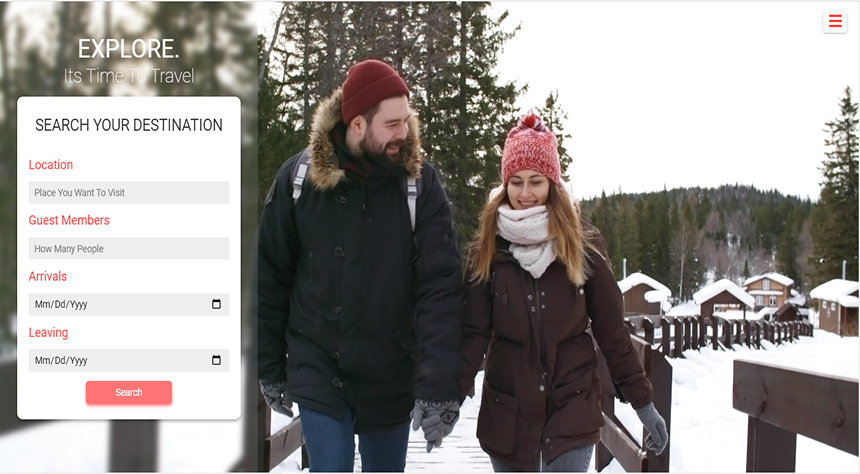 EXPLORE.
Its Time To Travel
SEARCH YOUR DESTINATION
Location
Place You Want To Visit
Guest Members
How Many People
Arrivals
Mm/Dd/Yyyy
Leaving
Mm/Dd/Yyyy
Search